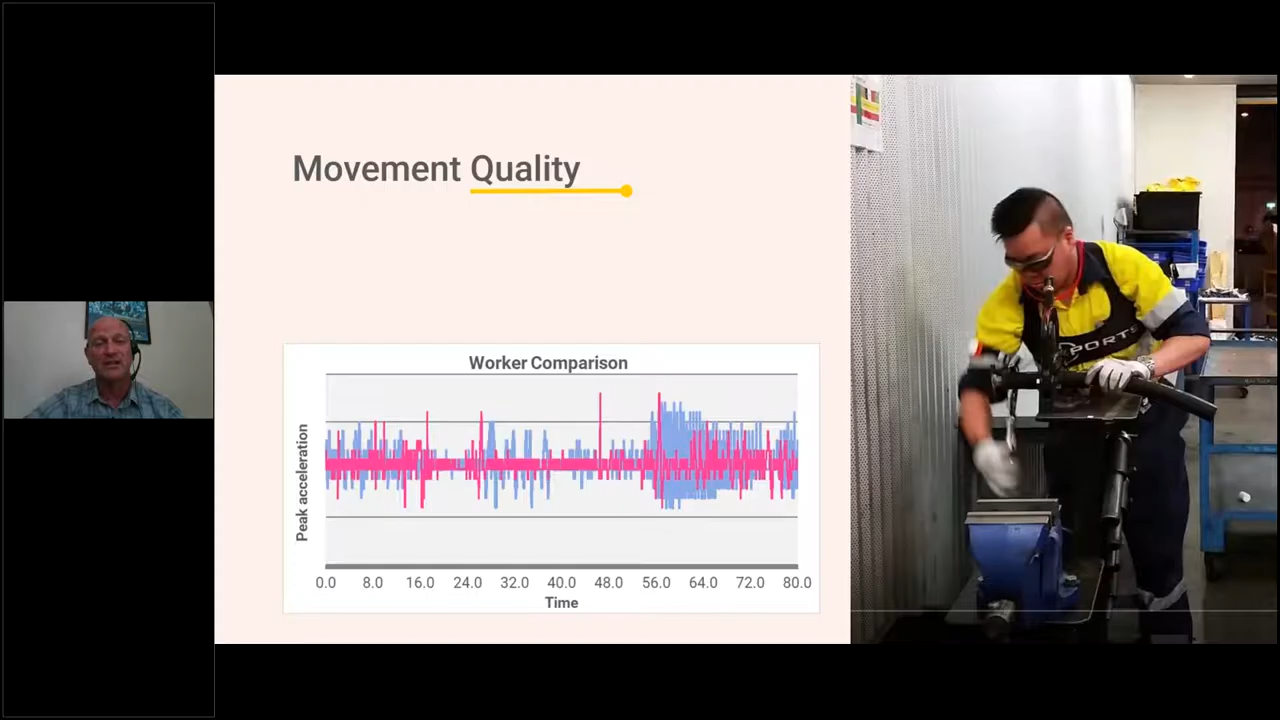 Movement Quality
Worker Comparison
Peak acceleration
0.0 8.0 16.0 24.0 32.0 40.0 48.0 56.0 64.0 72.0 80.0
Time
PORTS